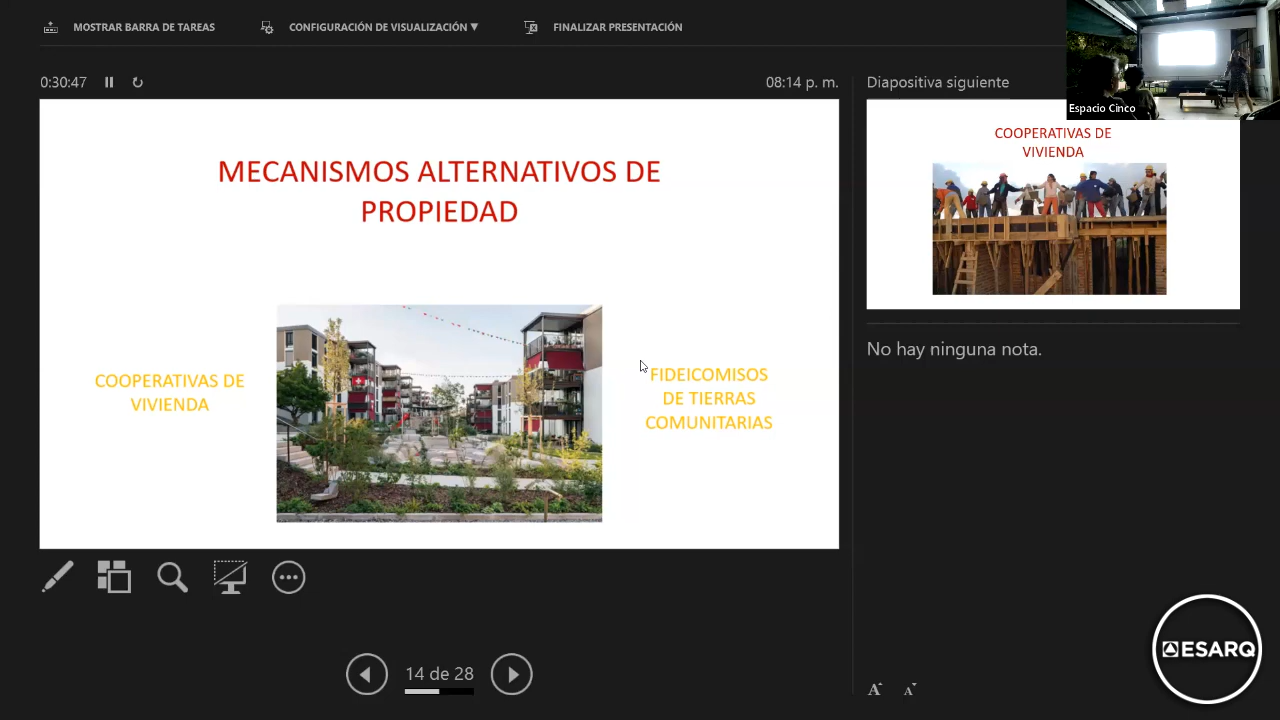 MOSTRAR BARRA DE TAREAS
CONFIGURACIÓN DE VISUALIZACIÓN ▼
FINALIZAR PRESENTACIÓN
Espacio Cinco
0:30:47
08:14 p. m.
Diapositiva siguiente
MECANISMOS ALTERNATIVOS DE
PROPIEDAD
COOPERATIVAS DE
VIVIENDA
FIDEICOMISOS
DE TIERRAS
COMUNITARIAS
COOPERATIVAS DE
VIVIENDA
No hay ninguna nota.
14 de 28
A A
ESARQ